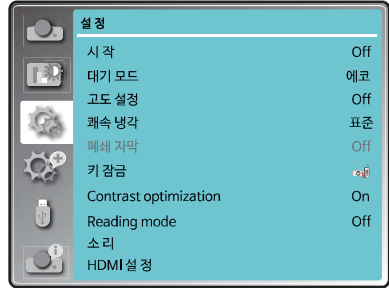 설정
시작 Off
대기 모드 에코
고도 설정 Off
쾌속 냉각 표준
폐쇄 자막 Off
키 잠금
Contrast optimization On
Reading mode Off
소리
HDMI 설정